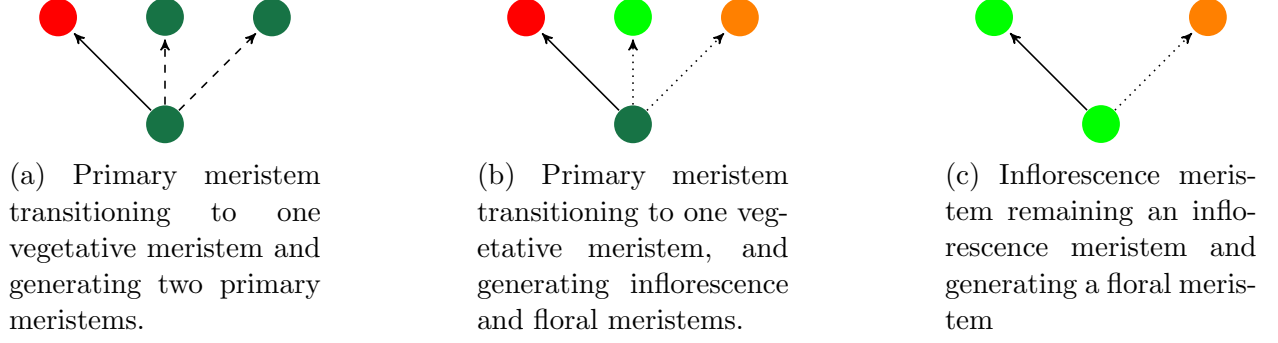 (a) Primary meristem
transitioning to one
vegetative meristem and
generating two primary
meristems.
(b) Primary meristem
transitioning to one veg-
etative meristem, and
generating inflorescence
and floral meristems.
(c) Inflorescence meris-
tem remaining an inflo-
rescence meristem and
generating a floral meris-
tem